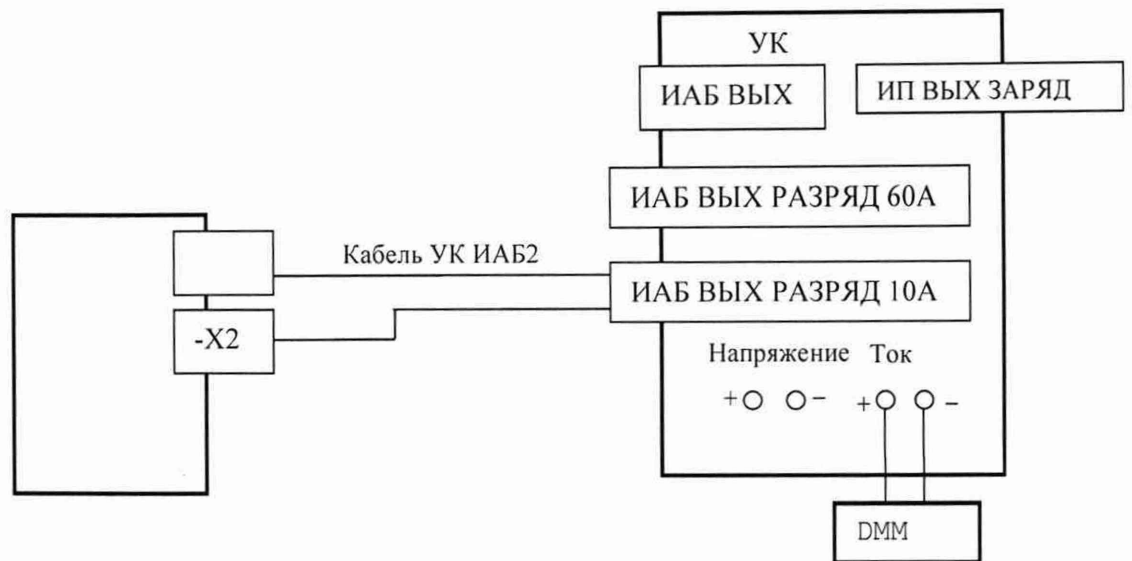 УК
ИАБ ВЫХ
ИП ВЫХ ЗАРЯД
ИАБ ВЫХ РАЗРЯД 60А
Кабель УК ИАБ2
ИАБ ВЫХ РАЗРЯД 10А
-Х2
Напряжение Ток
+ - + -
DMM